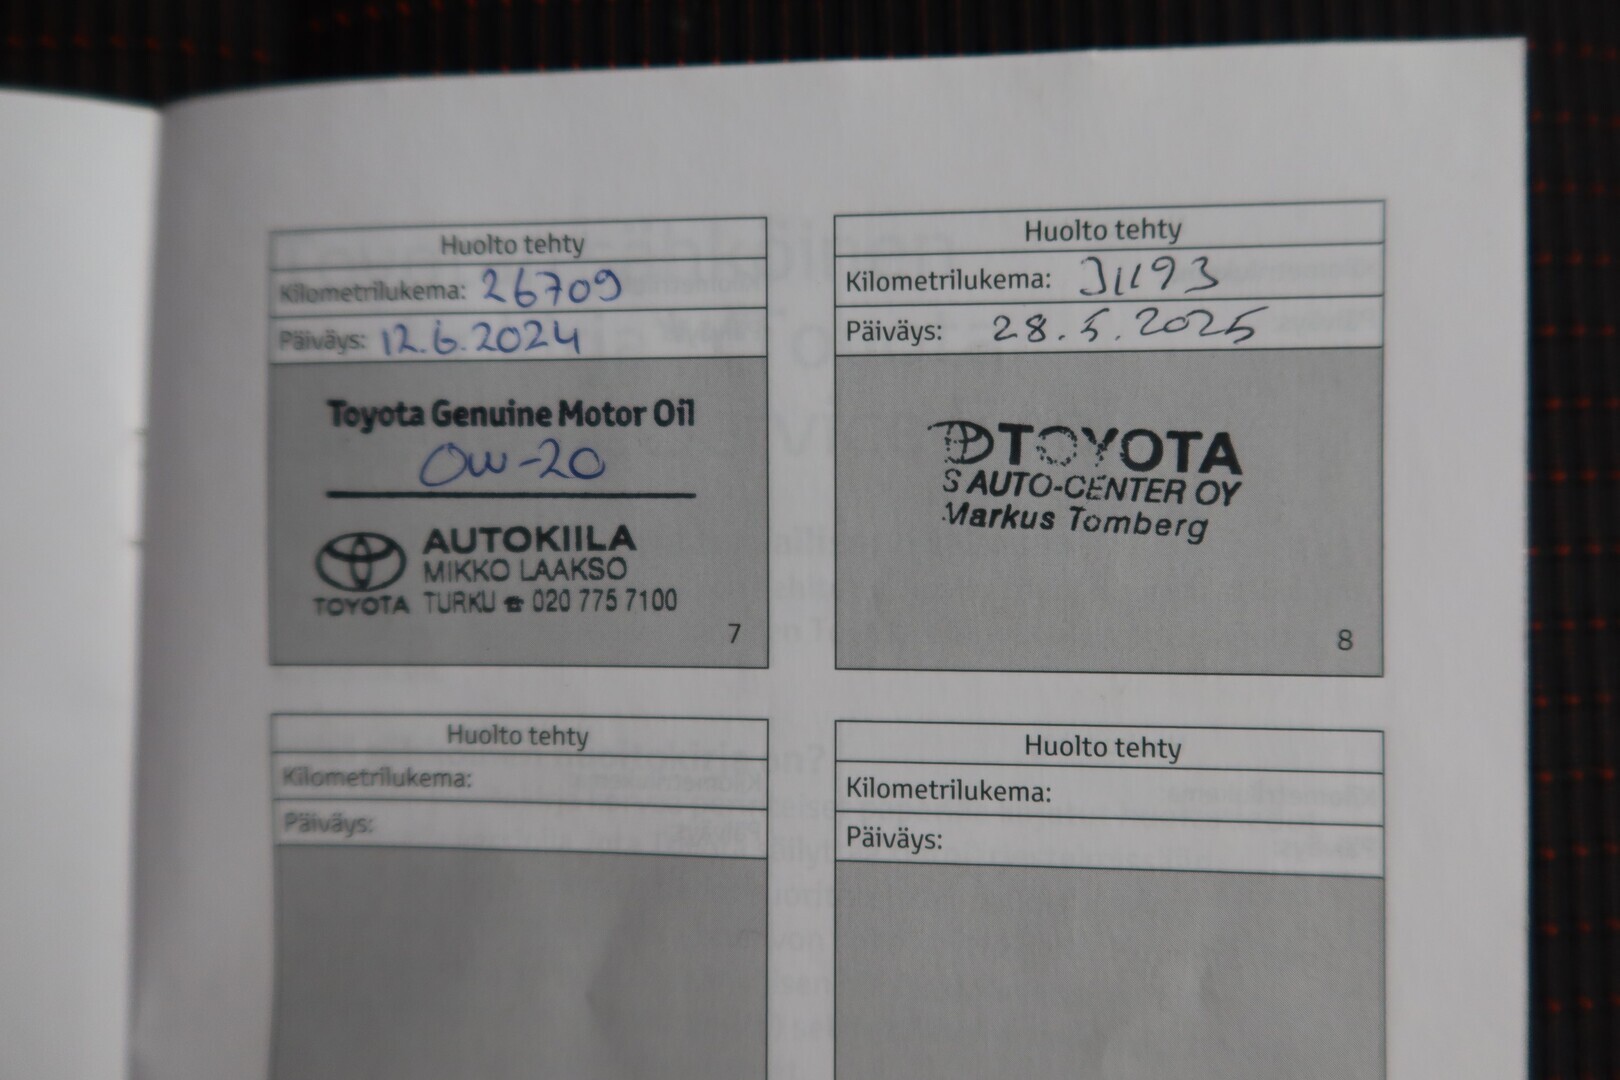 Huolto tehty
Kilometrilukema: 26709
Päiväys: 12.6.2024
Toyota Genuine Motor Oil
0W-20
AUTOKIILA
MIKKO LAAKSO
TOYOTA TURKU ☎ 020 775 7100
7
Huolto tehty
Kilometrilukema: 31193
Päiväys: 28.5.2025
TOYOTA
S AUTO-CENTER OY
Markus Tomberg
8
Huolto tehty
Kilometrilukema:
Päiväys:
Huolto tehty
Kilometrilukema:
Päiväys: